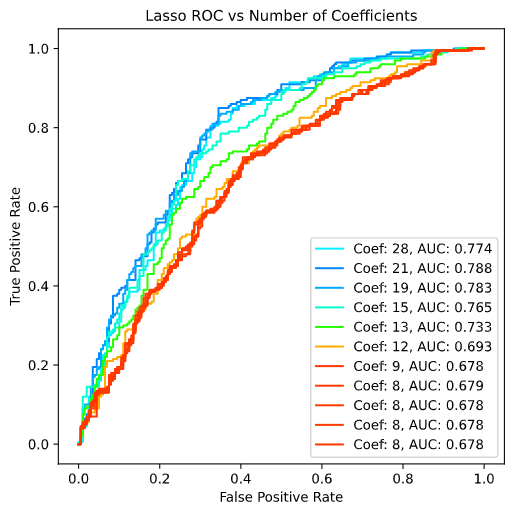 Lasso ROC vs Number of Coefficients
True Positive Rate
1.0
0.8
0.6
0.4
0.2
0.0
Coef: 28, AUC: 0.774
Coef: 21, AUC: 0.788
Coef: 19, AUC: 0.783
Coef: 15, AUC: 0.765
Coef: 13, AUC: 0.733
Coef: 12, AUC: 0.693
Coef: 9, AUC: 0.678
Coef: 8, AUC: 0.679
Coef: 8, AUC: 0.678
Coef: 8, AUC: 0.678
Coef: 8, AUC: 0.678
0.0 0.2 0.4 0.6 0.8 1.0
False Positive Rate